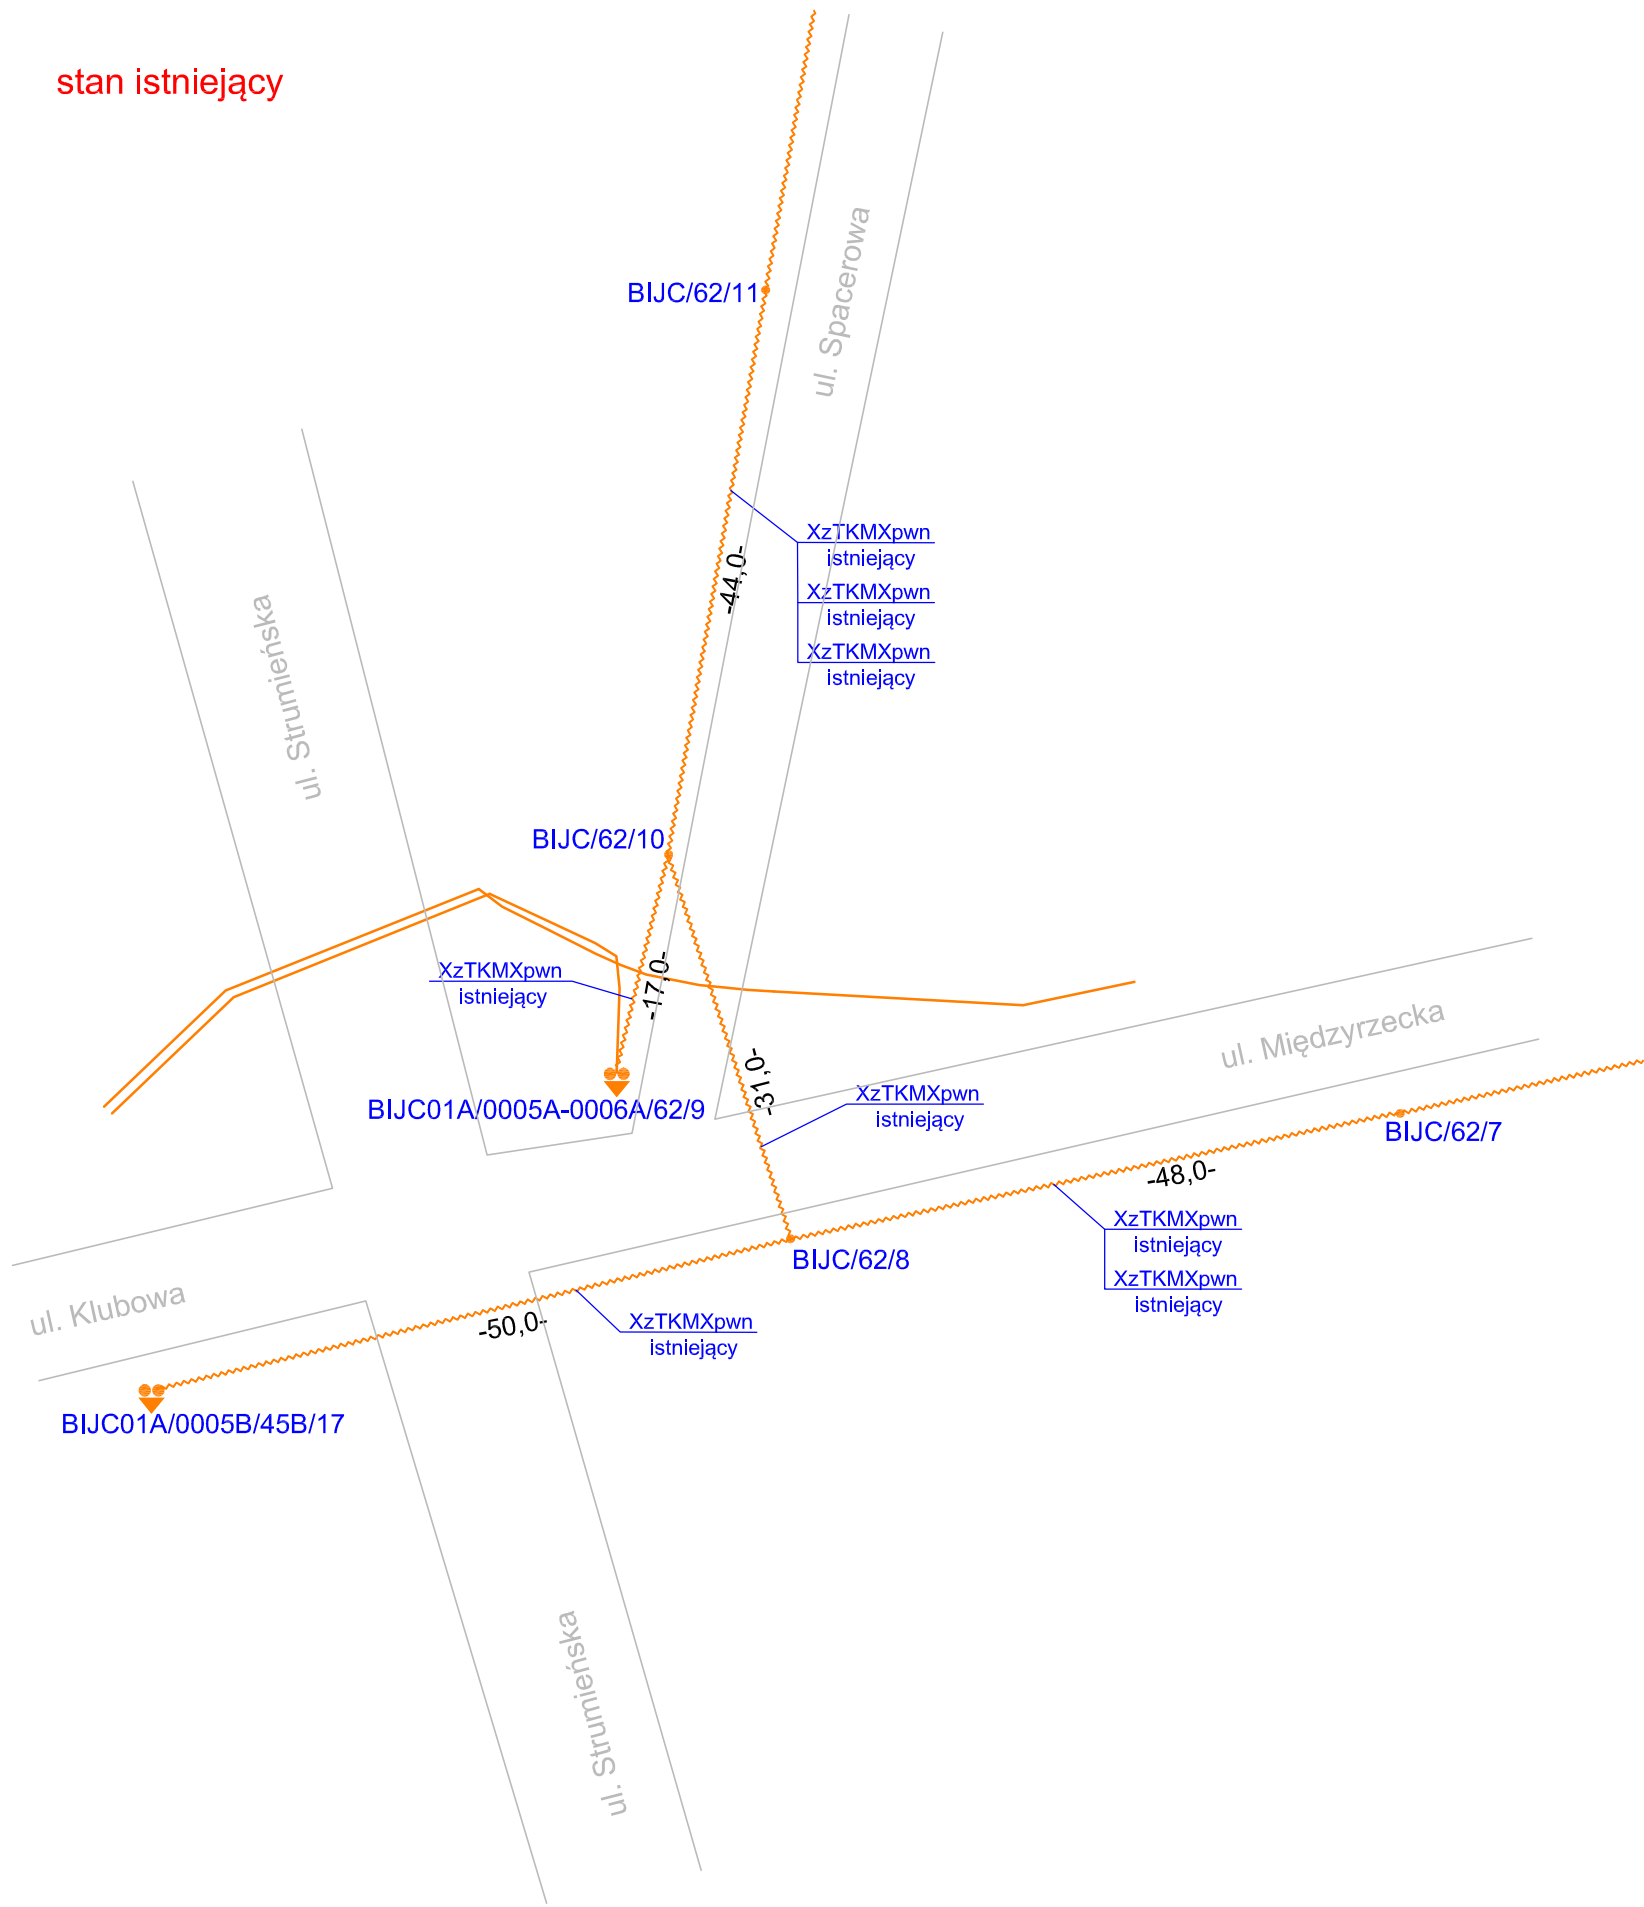 stan istniejący
ul. Spacerowa
BIJC/62/11
XzTKMXpwn
istniejący
XzTKMXpwn
istniejący
XzTKMXpwn
istniejący
-44,0-
ul. Strumieńska
BIJC/62/10
XzTKMXpwn
istniejący
-17,0-
ul. Międzyrzecka
-31,0-
XzTKMXpwn
istniejący
BIJC01A/0005A-0006A/62/9
BIJC/62/7
-48,0-
XzTKMXpwn
istniejący
XzTKMXpwn
istniejący
BIJC/62/8
ul. Klubowa
-50,0-
XzTKMXpwn
istniejący
BIJC01A/0005B/45B/17
ul. Strumieńska